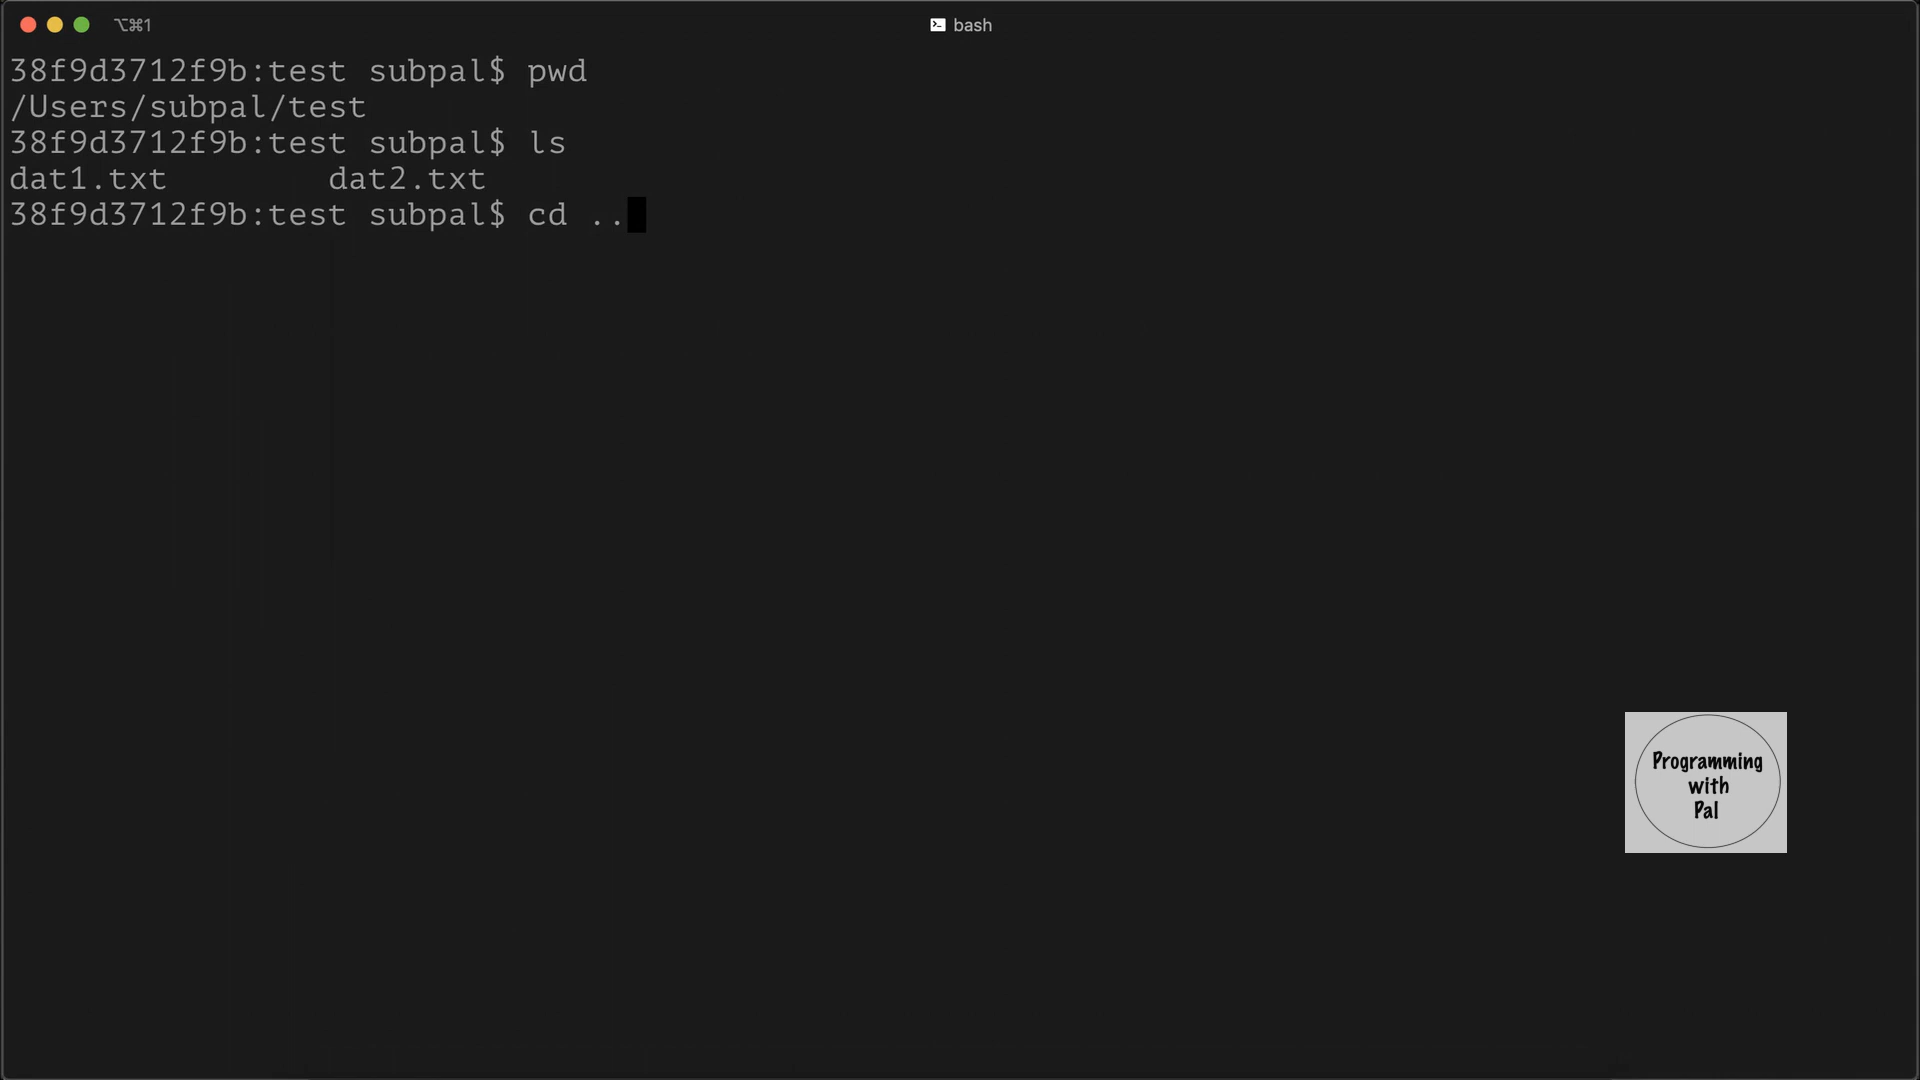 ⌥⌘1
bash
38f9d3712f9b:test subpal$ pwd
/Users/subpal/test
38f9d3712f9b:test subpal$ ls
dat1.txt        dat2.txt
38f9d3712f9b:test subpal$ cd ..
Programming
with
Pal